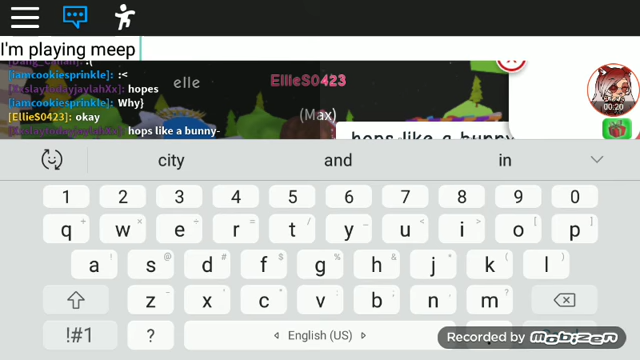 I'm playing meep
:(
[iamcookiesprinkle]: :<
hopes
[iamcookiesprinkle]: Why}
[EllieS0423]: okay
hops like a bunny-
elle
EllieS0423
(Max)
hops like a bunny
00:20
city and in
1 2 3 4 5 6 7 8 9 0
q w e r t y u i o p
a s d f g h j k l
z x c v b n m
!#1 ? English (US)
Recorded by MOBIZEN